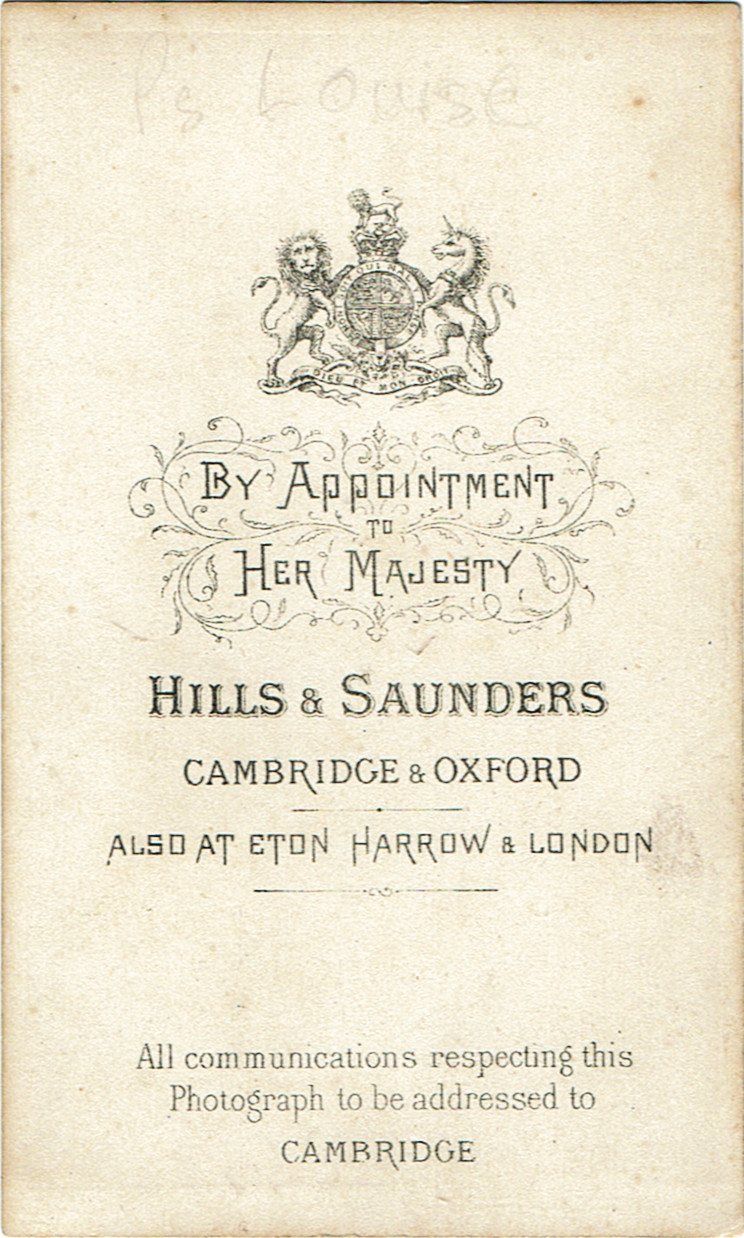 Ps LOUISE
DIEU ET MON DROIT
BY APPOINTMENT
TO
HER MAJESTY
HILLS & SAUNDERS
CAMBRIDGE & OXFORD
ALSO AT ETON HARROW & LONDON
All communications respecting this
Photograph to be addressed to
CAMBRIDGE